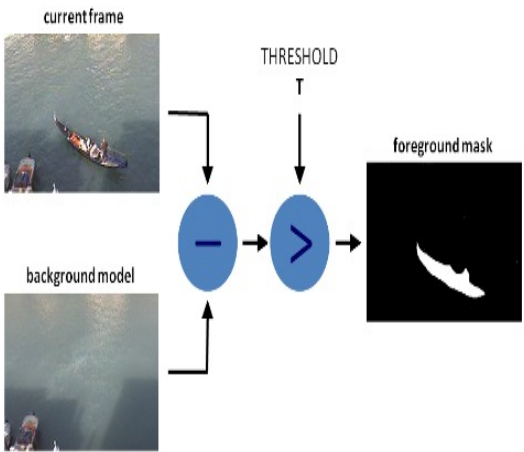 current frame
THRESHOLD
T
foreground mask
−
>
background model